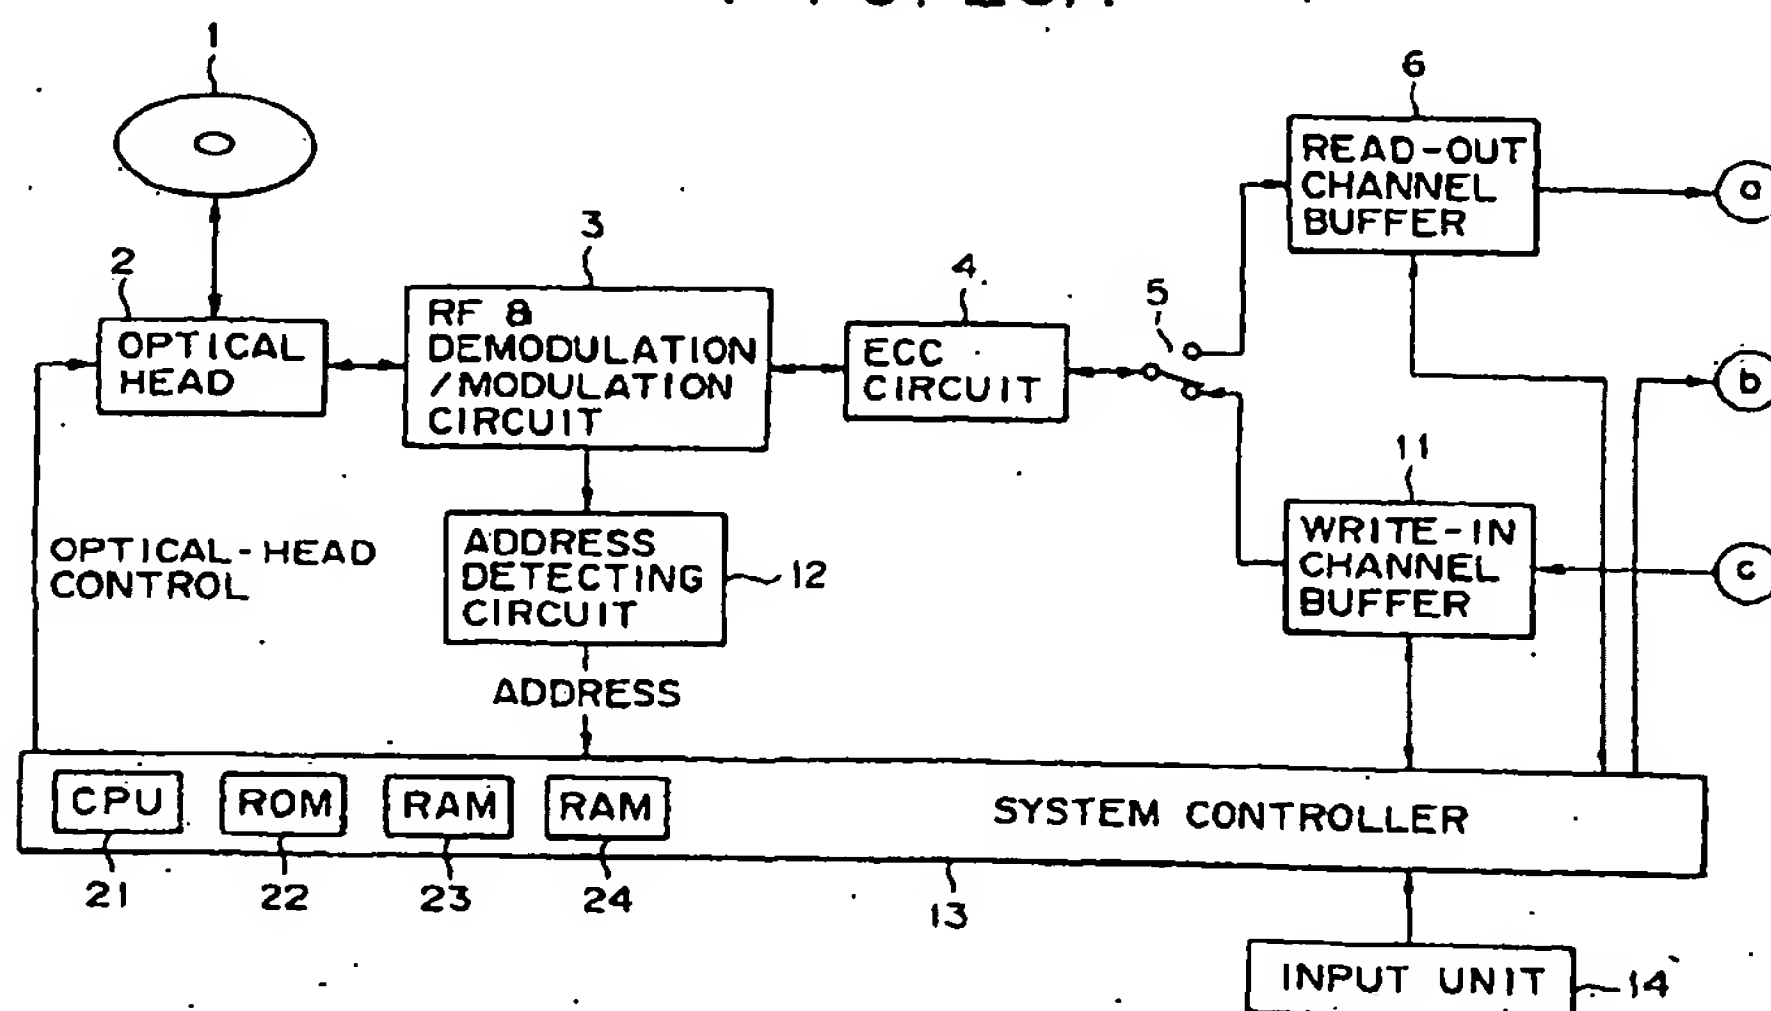 1
6
READ-OUT
CHANNEL
BUFFER
a
3
2
4
5
OPTICAL
HEAD
RF &
DEMODULATION
/MODULATION
CIRCUIT
ECC
CIRCUIT
b
11
WRITE-IN
CHANNEL
BUFFER
c
OPTICAL-HEAD
CONTROL
ADDRESS
DETECTING
CIRCUIT
12
ADDRESS
CPU
ROM
RAM
RAM
SYSTEM CONTROLLER
21
22
23
24
13
INPUT UNIT
14